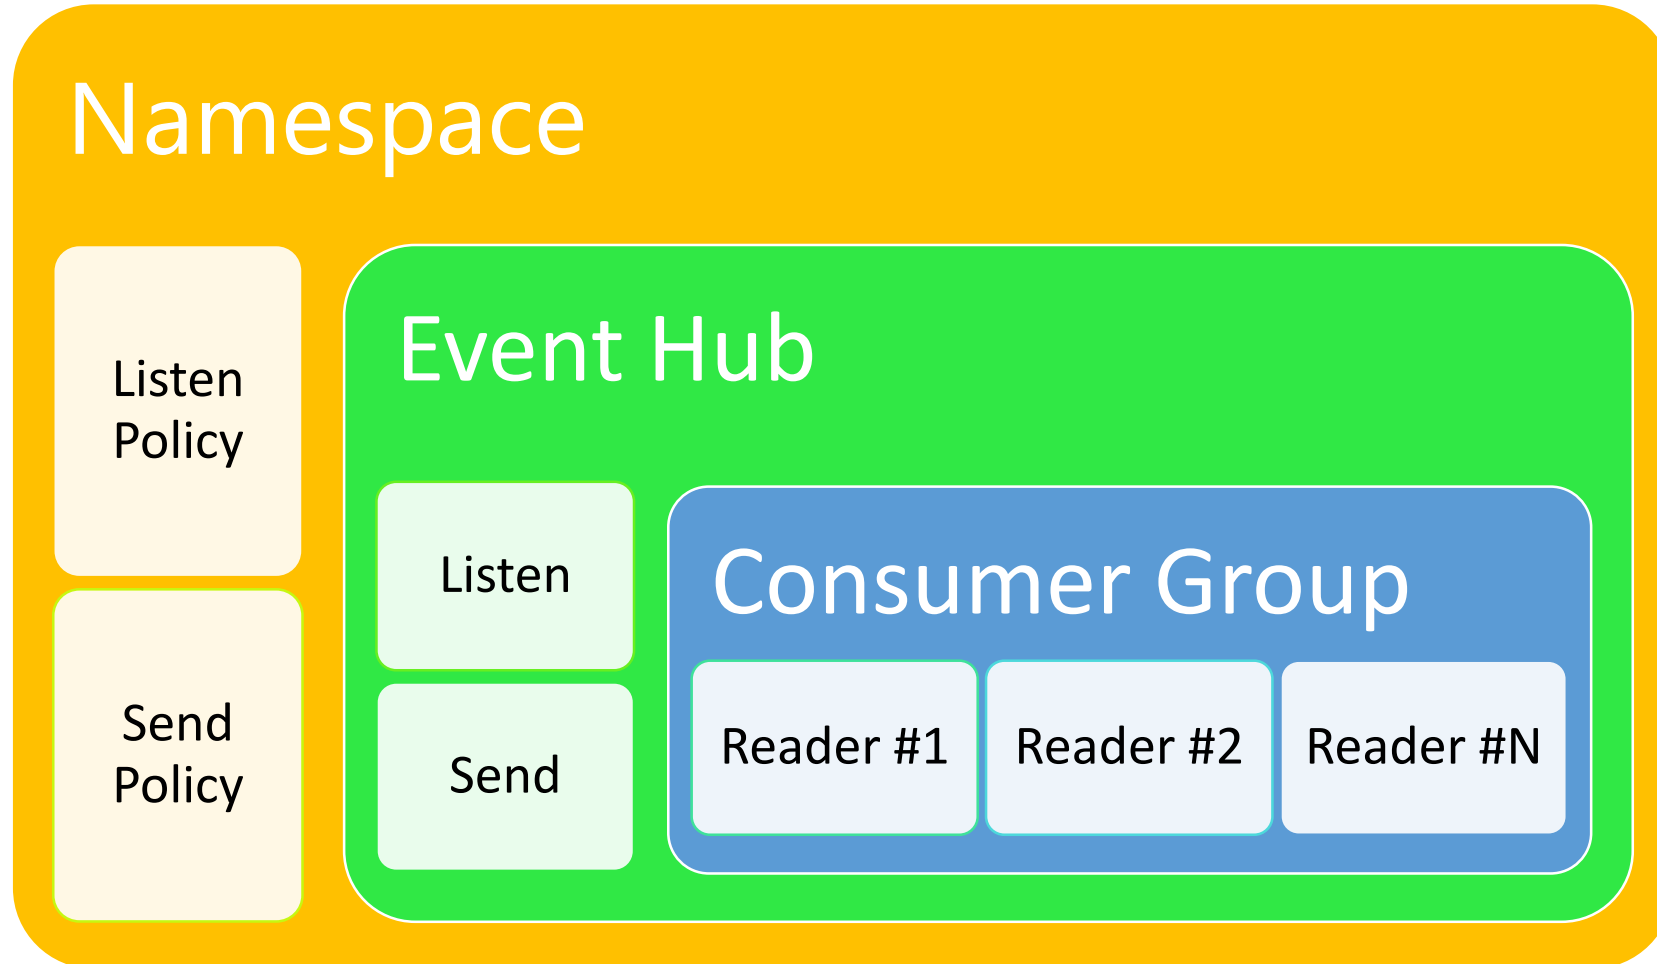 Namespace
Listen
Policy
Send
Policy
Event Hub
Listen
Send
Consumer Group
Reader #1
Reader #2
Reader #N